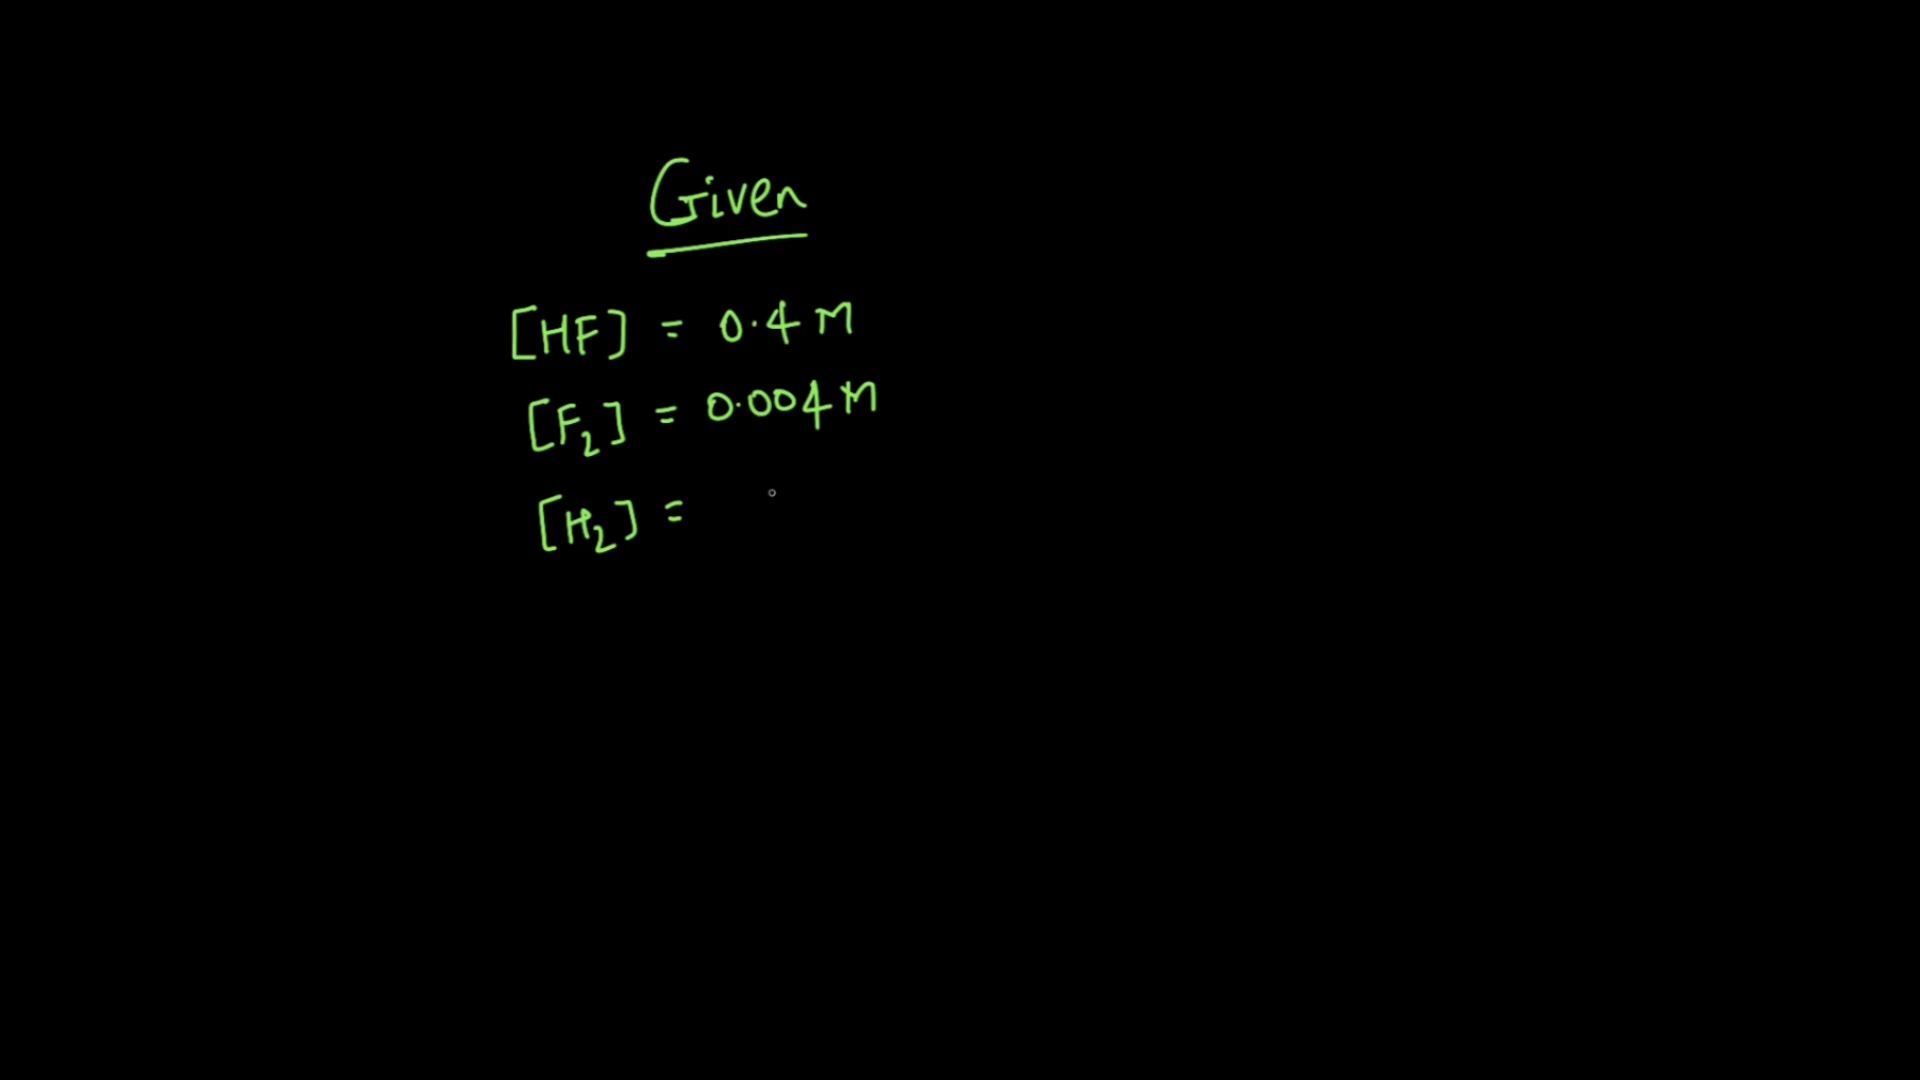 Given
[HF] = 0.4 M
[F₂] = 0.004 M
[H₂] =